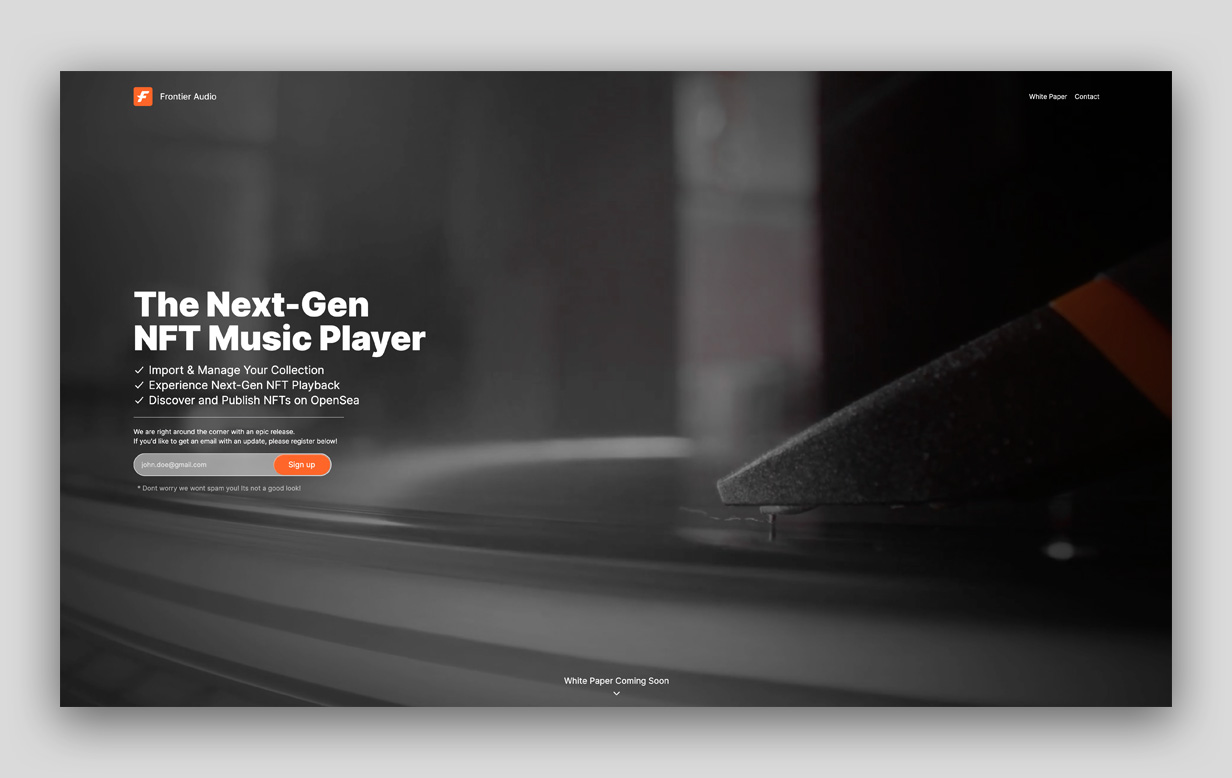 Frontier Audio
White Paper Contact
The Next-Gen
NFT Music Player
Import & Manage Your Collection
Experience Next-Gen NFT Playback
Discover and Publish NFTs on OpenSea
We are right around the corner with an epic release.
If you'd like to get an email with an update, please register below!
john.doe@gmail.com Sign up
* Dont worry we wont spam you! Its not a good look!
White Paper Coming Soon